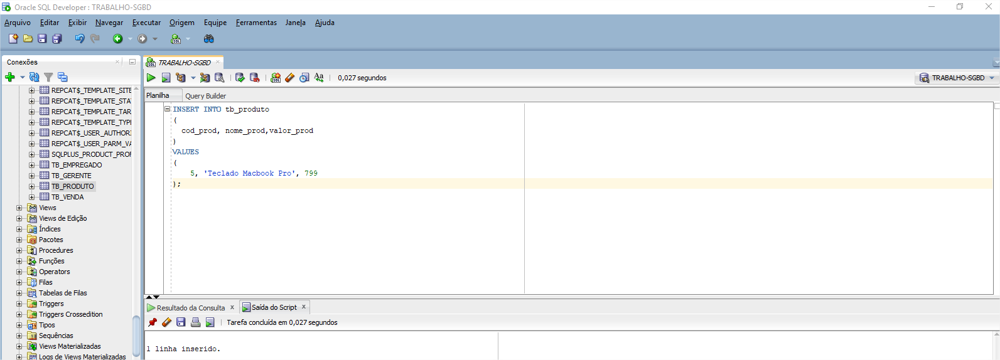 Oracle SQL Developer : TRABALHO-SGBD
Arquivo Editar Exibir Navegar Executar Origem Equipe Ferramentas Janela Ajuda
Conexões
REPCAT$_TEMPLATE_SITE
REPCAT$_TEMPLATE_STA
REPCAT$_TEMPLATE_TAR
REPCAT$_TEMPLATE_TYPI
REPCAT$_USER_AUTHORI
REPCAT$_USER_PARM_VA
SQLPLUS_PRODUCT_PROF
TB_EMPREGADO
TB_GERENTE
TB_PRODUTO
TB_VENDA
Views
Views de Edição
Índices
Pacotes
Procedures
Funções
Operators
Filas
Tabelas de Filas
Triggers
Triggers Crossedition
Tipos
Sequências
Views Materializadas
Logs de Views Materializadas
TRABALHO-SGBD
0,027 segundos
TRABALHO-SGBD
Planilha Query Builder
INSERT INTO tb_produto
(
cod_prod, nome_prod,valor_prod
)
VALUES
(
5, 'Teclado Macbook Pro', 799
);
Resultado da Consulta x Saída do Script x
Tarefa concluída em 0,027 segundos
1 linha inserido.